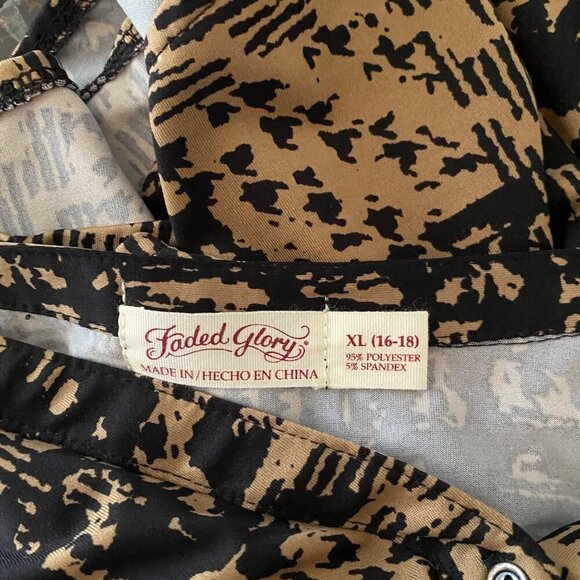 Faded Glory®
MADE IN / HECHO EN CHINA
XL (16-18)
95% POLYESTER
5% SPANDEX